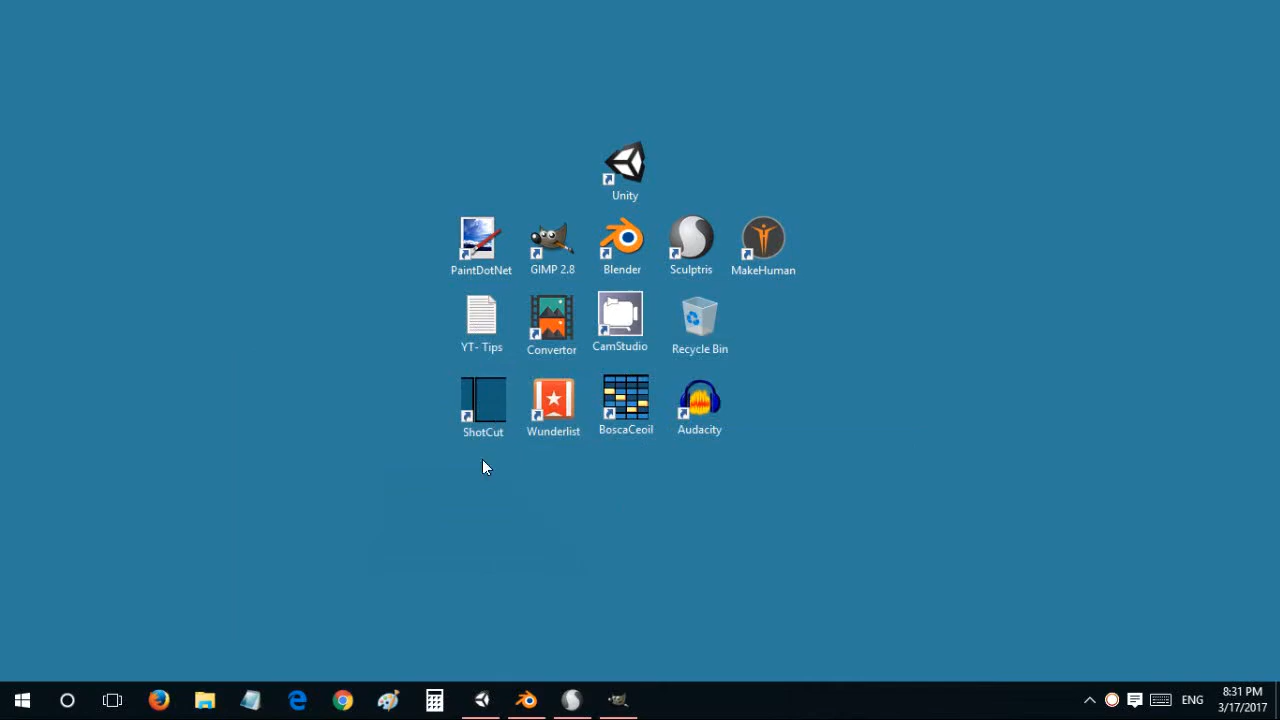 Unity
PaintDotNet
GIMP 2.8
Blender
Sculptris
MakeHuman
YT- Tips
Convertor
CamStudio
Recycle Bin
ShotCut
Wunderlist
BoscaCeoil
Audacity
ENG
8:31 PM
3/17/2017